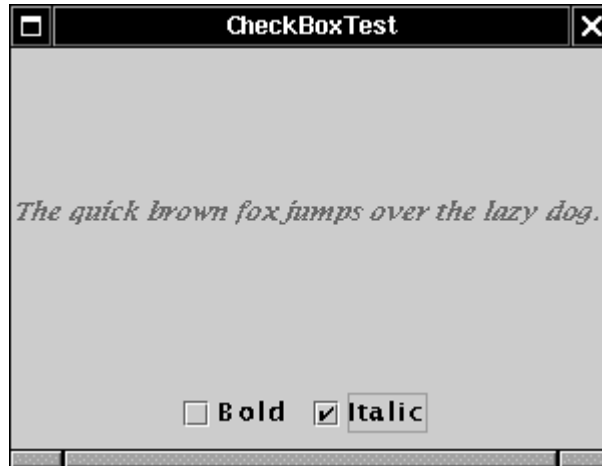 CheckBoxTest
The quick brown fox jumps over the lazy dog.
Bold Italic